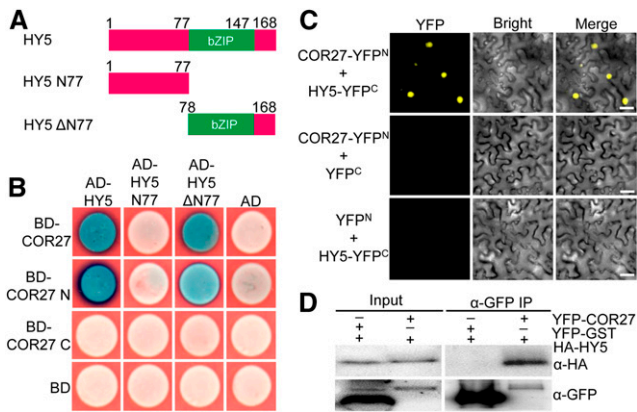 A
1 77 147 168
HY5 bZIP
1 77
HY5 N77
78 168
HY5 ΔN77 bZIP
B
AD-HY5
AD-HY5 N77
AD-HY5 ΔN77
AD
BD-COR27
BD-COR27 N
BD-COR27 C
BD
C
YFP Bright Merge
COR27-YFPᴺ
+
HY5-YFPᶜ
COR27-YFPᴺ
+
YFPᶜ
YFPᴺ
+
HY5-YFPᶜ
D
Input α-GFP IP
– + – + YFP-COR27
+ – + – YFP-GST
+ + + + HA-HY5
α-HA
α-GFP